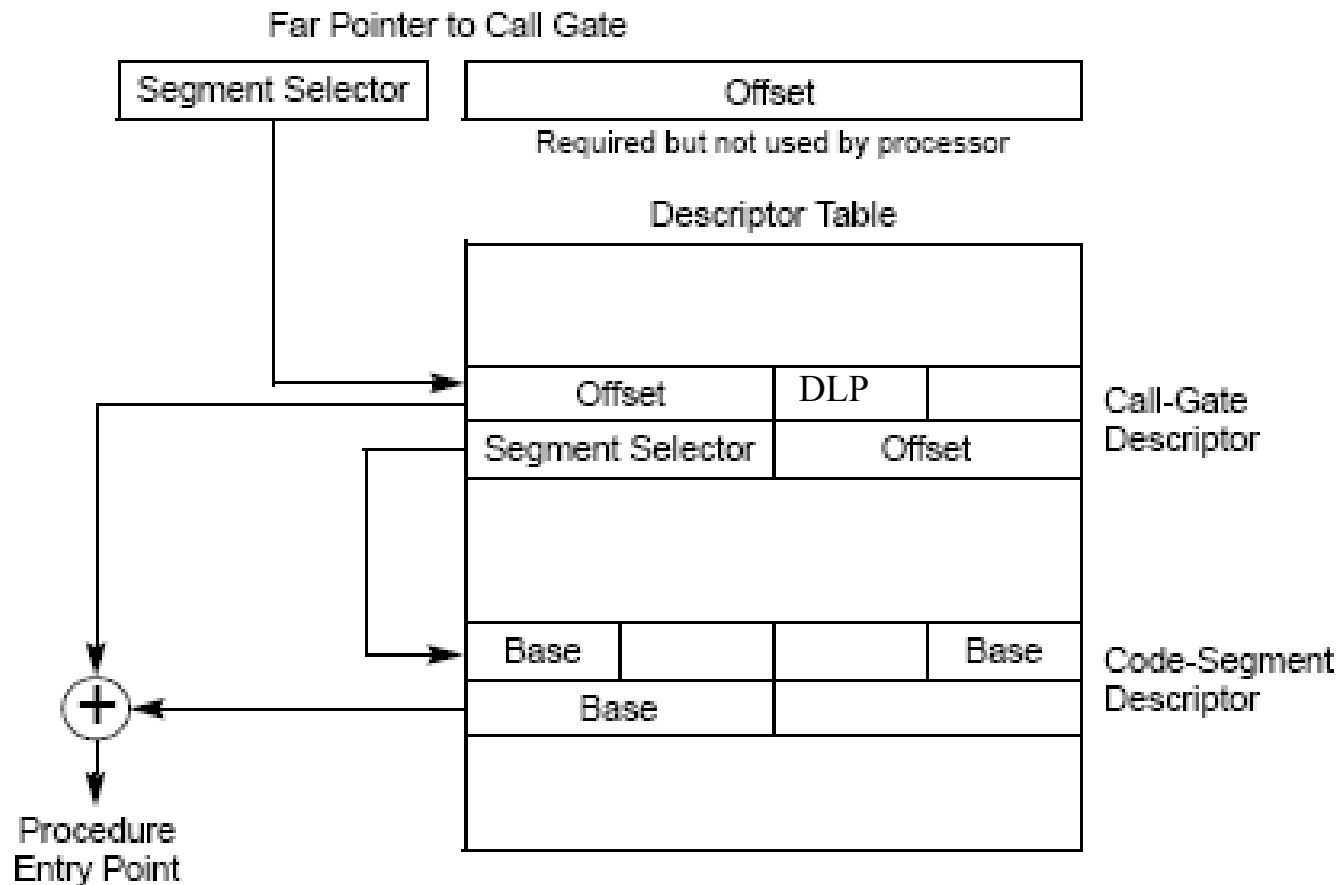 Far Pointer to Call Gate
Segment Selector
Offset
Required but not used by processor
Descriptor Table
Offset
DLP
Call-Gate
Descriptor
Segment Selector
Offset
Base
Base
Code-Segment
Descriptor
Base
+
Procedure
Entry Point